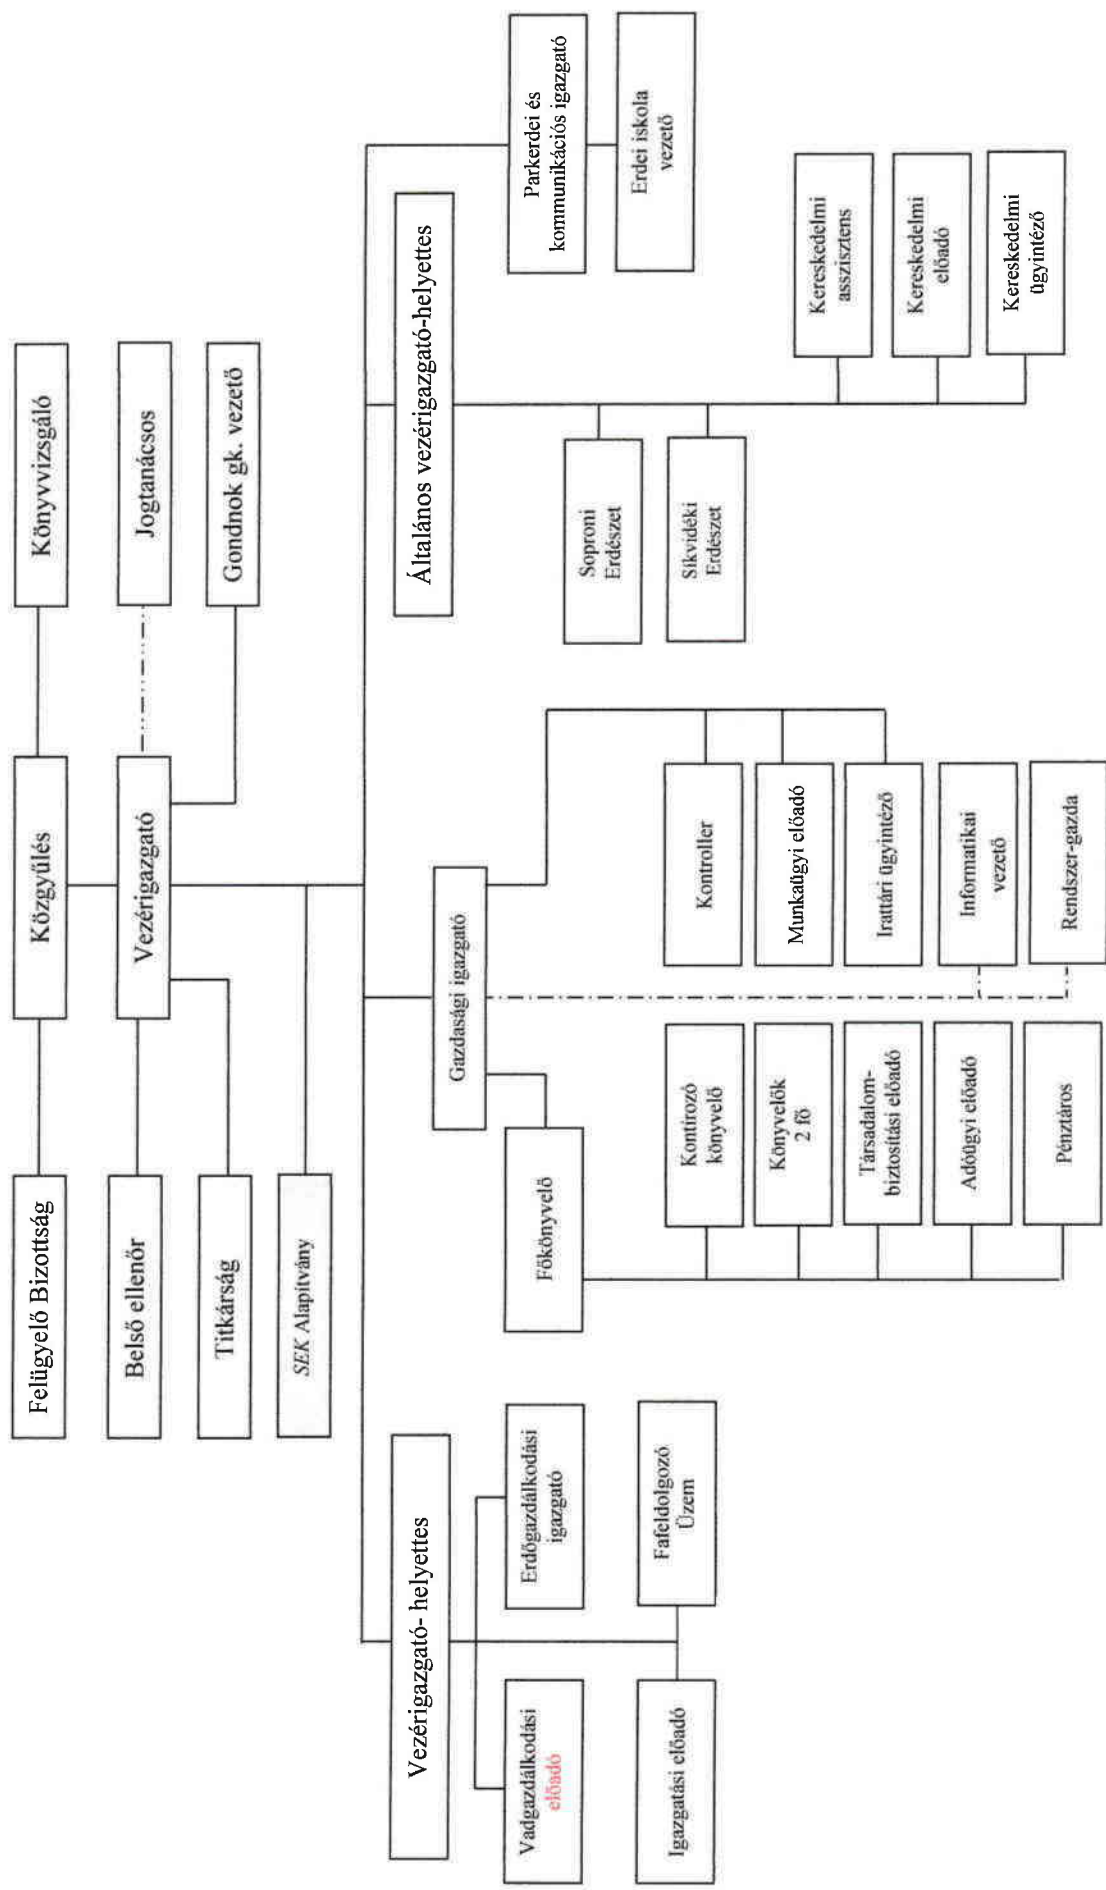 Felügyelő Bizottság
Közgyűlés
Könyvvizsgáló
Belső ellenőr
Vezérigazgató
Jogtanácsos
Titkárság
Gondnok gk. vezető
SEK Alapítvány
Vezérigazgató- helyettes
Gazdasági igazgató
Általános vezérigazgató-helyettes
Vadgazdálkodási
előadó
Erdőgazdálkodási
igazgató
Igazgatási előadó
Fafeldolgozó
Üzem
Főkönyvelő
Kontírozó
könyvelő
Könyvelők
2 fő
Társadalom-
biztosítási előadó
Adóügyi előadó
Pénztáros
Kontroller
Munkaügyi előadó
Irattári ügyintéző
Informatikai
vezető
Rendszer-gazda
Soproni
Erdészet
Síkvidéki
Erdészet
Kereskedelmi
asszisztens
Kereskedelmi
előadó
Kereskedelmi
ügyintéző
Parkerdei és
kommunikációs igazgató
Erdei iskola
vezető